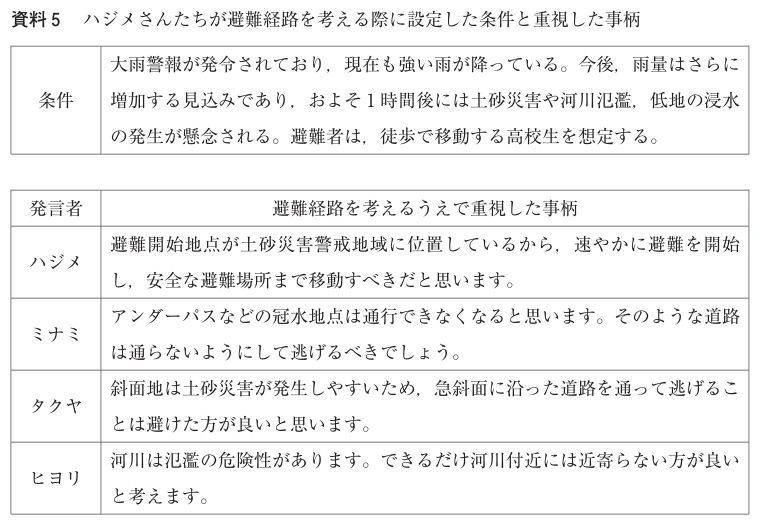 資料5 ハジメさんたちが避難経路を考える際に設定した条件と重視した事柄
条件
大雨警報が発令されており，現在も強い雨が降っている。今後，雨量はさらに
増加する見込みであり，およそ１時間後には土砂災害や河川氾濫，低地の浸水
の発生が懸念される。避難者は，徒歩で移動する高校生を想定する。
発言者
避難経路を考えるうえで重視した事柄
ハジメ
避難開始地点が土砂災害警戒地域に位置しているから，速やかに避難を開始
し，安全な避難場所まで移動すべきだと思います。
ミナミ
アンダーパスなどの冠水地点は通行できなくなると思います。そのような道路
は通らないようにして逃げるべきでしょう。
タクヤ
斜面地は土砂災害が発生しやすいため，急斜面に沿った道路を通って逃げるこ
とは避けた方が良いと思います。
ヒヨリ
河川は氾濫の危険性があります。できるだけ河川付近には近寄らない方が良い
と考えます。